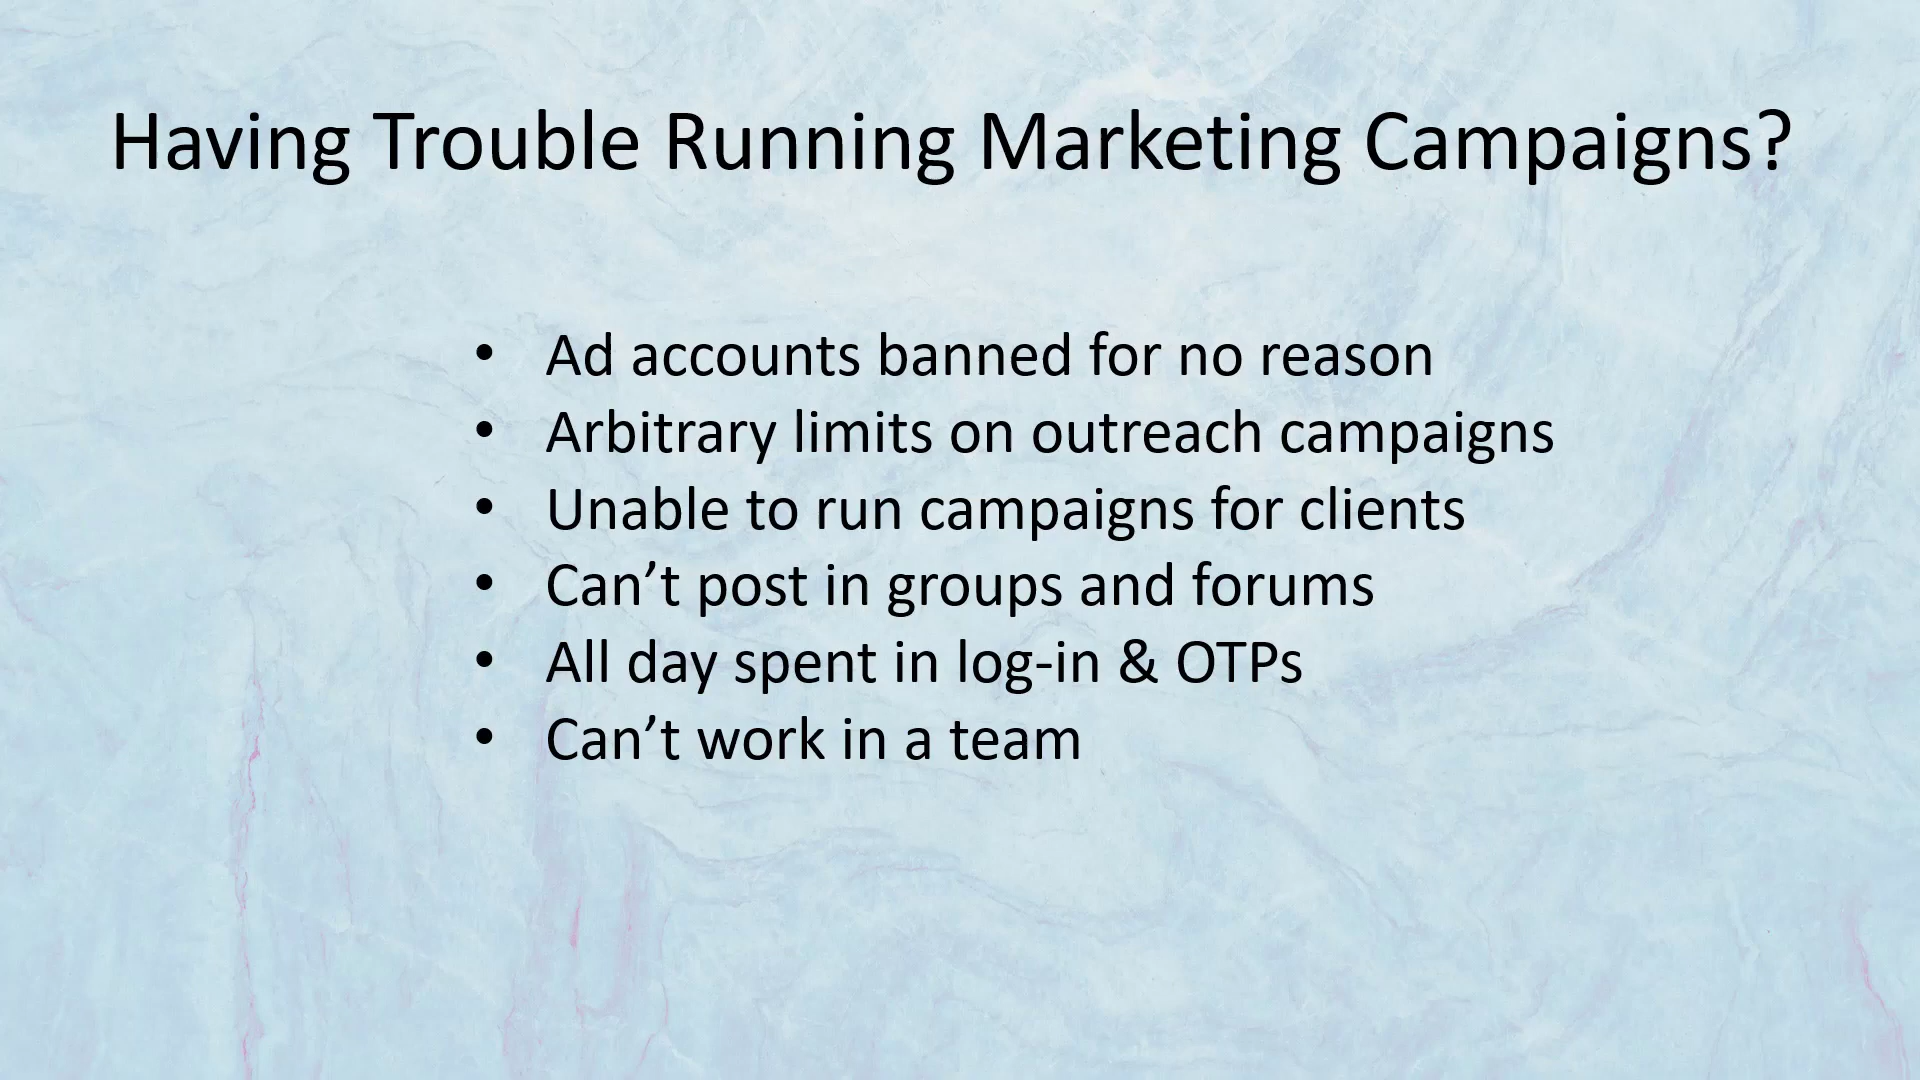 Having Trouble Running Marketing Campaigns?
• Ad accounts banned for no reason
• Arbitrary limits on outreach campaigns
• Unable to run campaigns for clients
• Can’t post in groups and forums
• All day spent in log-in & OTPs
• Can’t work in a team